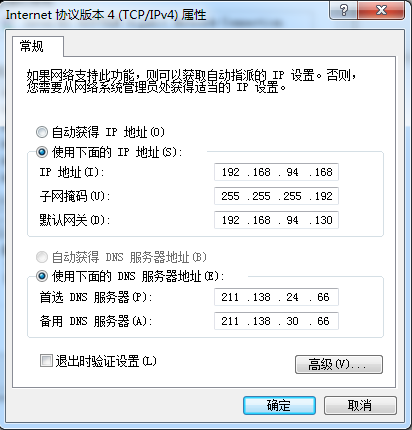 Internet 协议版本 4 (TCP/IPv4) 属性
常规
如果网络支持此功能，则可以获取自动指派的 IP 设置。否则，
您需要从网络系统管理员处获得适当的 IP 设置。
自动获得 IP 地址(O)
使用下面的 IP 地址(S):
IP 地址(I): 192 .168 . 94 .168
子网掩码(U): 255 .255 .255 .192
默认网关(D): 192 .168 . 94 .130
自动获得 DNS 服务器地址(B)
使用下面的 DNS 服务器地址(E):
首选 DNS 服务器(P): 211 .138 . 24 . 66
备用 DNS 服务器(A): 211 .138 . 30 . 66
退出时验证设置(L)
高级(V)...
确定 取消